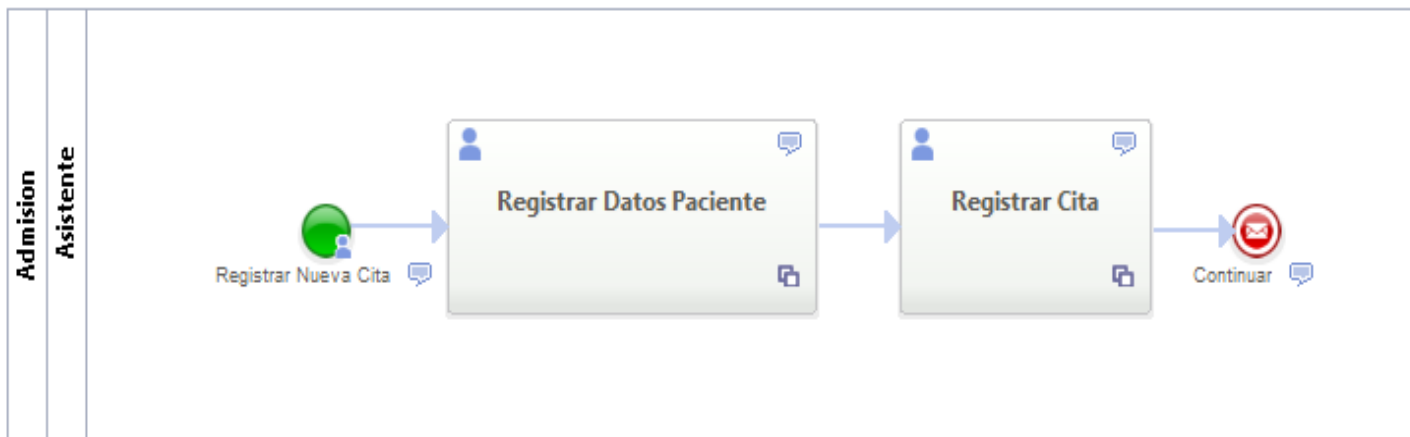 Admision
Asistente
Registrar Nueva Cita
Registrar Datos Paciente
Registrar Cita
Continuar